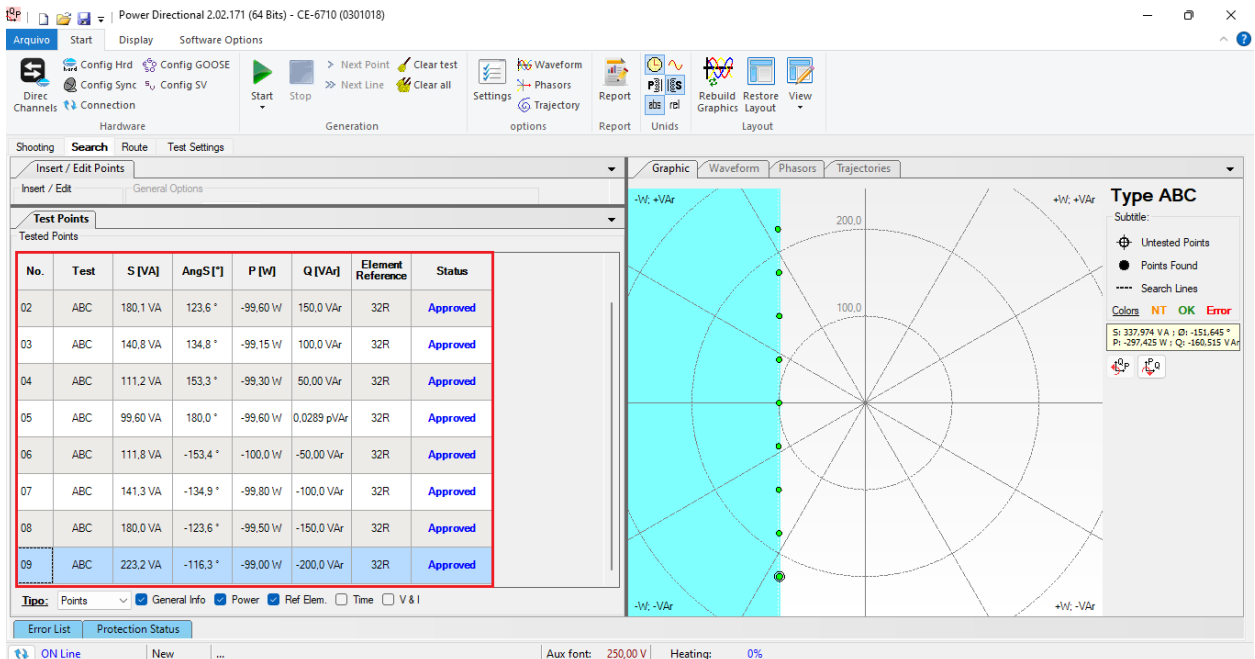 Power Directional 2.02.171 (64 Bits) - CE-6710 (0301018)
Arquivo Start Display Software Options
Direc Channels
Config Hrd Config GOOSE
Config Sync Config SV
Connection
Hardware
Start Stop
Next Point Clear test
Next Line Clear all
Generation
Settings
Waveform
Phasors
Trajectory
options
Report
Report
abs rel
Unids
Rebuild Graphics
Restore Layout
View
Layout
Shooting Search Route Test Settings
Insert / Edit Points
Insert / Edit General Options
Test Points
Tested Points
No. Test S [VA] AngS [°] P [W] Q [VAr] Element Reference Status
02 ABC 180,1 VA 123,6 ° -99,60 W 150,0 VAr 32R Approved
03 ABC 140,8 VA 134,8 ° -99,15 W 100,0 VAr 32R Approved
04 ABC 111,2 VA 153,3 ° -99,30 W 50,00 VAr 32R Approved
05 ABC 99,60 VA 180,0 ° -99,60 W 0,0289 pVAr 32R Approved
06 ABC 111,8 VA -153,4 ° -100,0 W -50,00 VAr 32R Approved
07 ABC 141,3 VA -134,9 ° -99,80 W -100,0 VAr 32R Approved
08 ABC 180,0 VA -123,6 ° -99,50 W -150,0 VAr 32R Approved
09 ABC 223,2 VA -116,3 ° -99,00 W -200,0 VAr 32R Approved
Tipo: Points General Info Power Ref Elem. Time V & I
Graphic Waveform Phasors Trajectories
-W; +VAr
+W; +VAr
200,0
100,0
-W; -VAr
+W; -VAr
Type ABC
Subtitle:
Untested Points
Points Found
Search Lines
Colors NT OK Error
S: 337,974 VA ; Ø: -151,645 °
P: -297,425 W ; Q: -160,515 VAr
Error List Protection Status
ON Line New ... Aux font: 250,00 V Heating: 0%